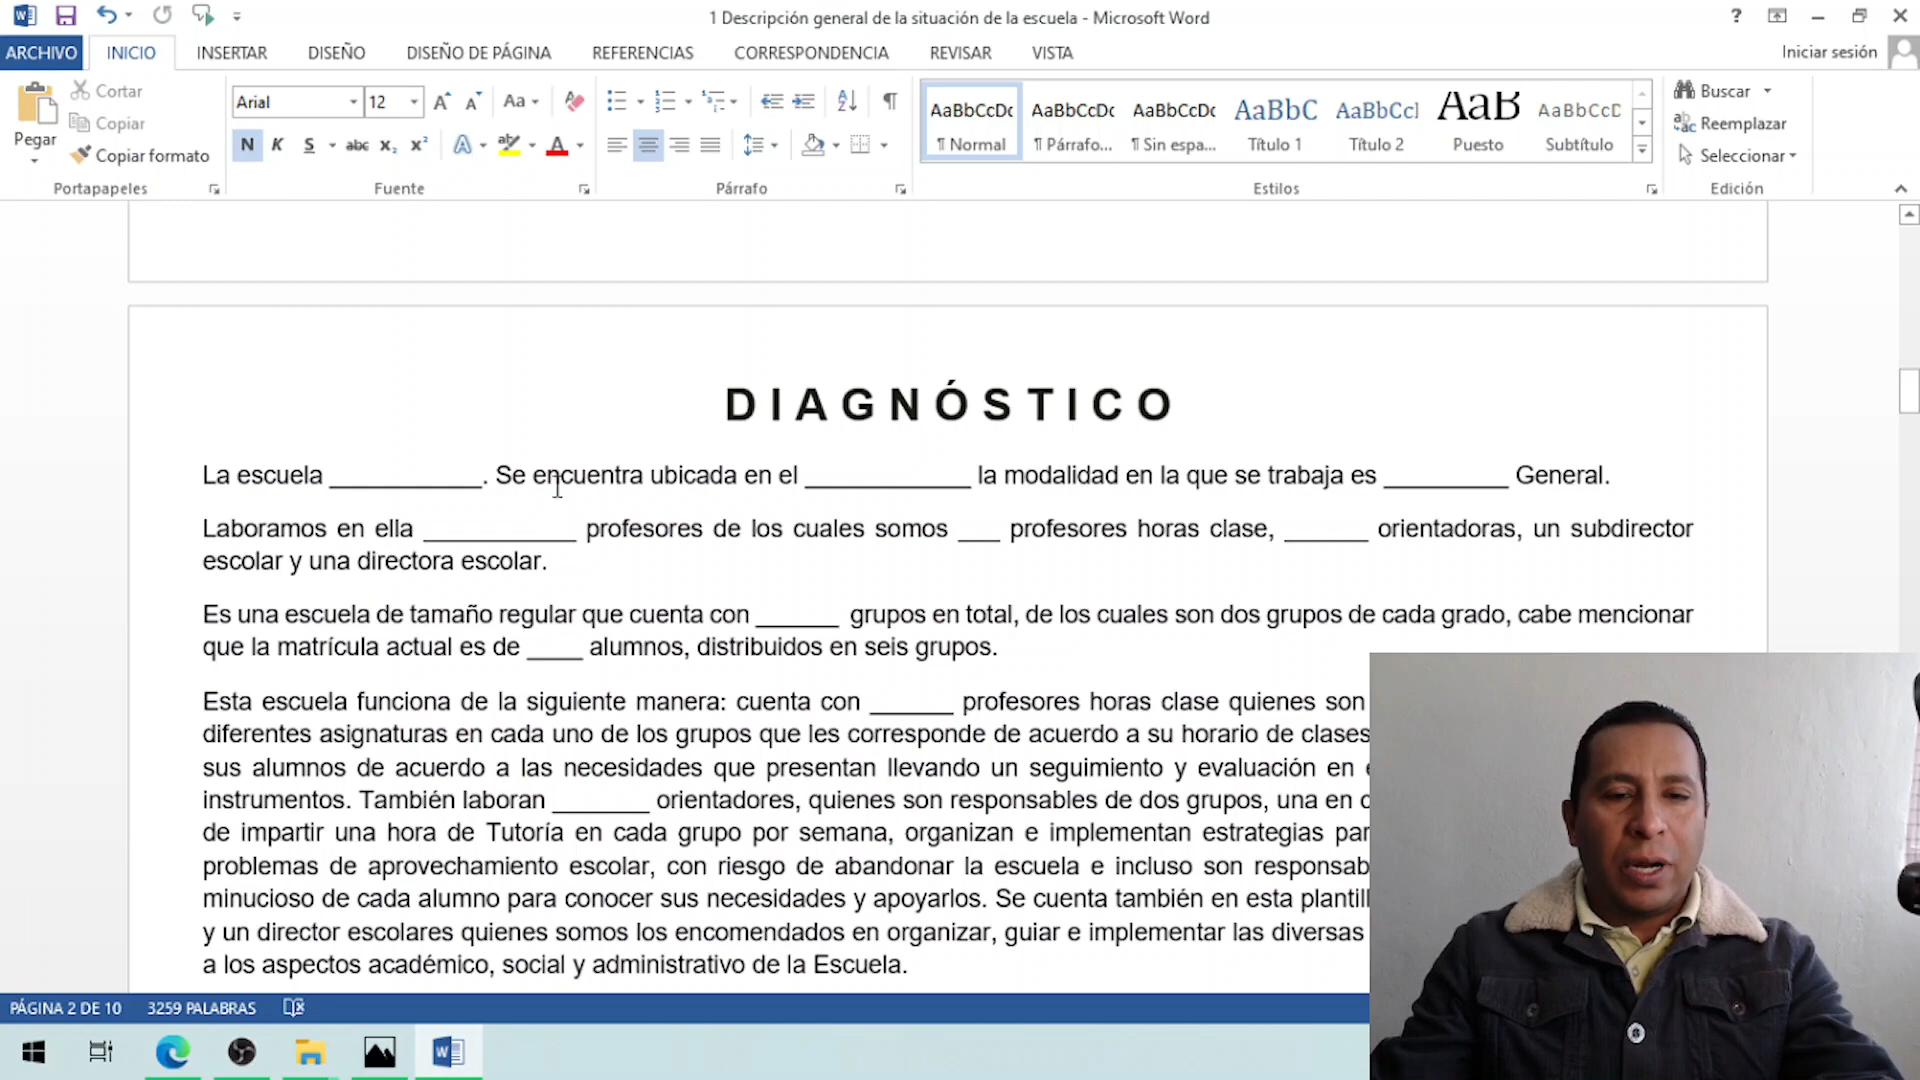 1 Descripción general de la situación de la escuela - Microsoft Word
ARCHIVO INICIO INSERTAR DISEÑO DISEÑO DE PÁGINA REFERENCIAS CORRESPONDENCIA REVISAR VISTA Iniciar sesión
Pegar
Cortar
Copiar
Copiar formato
Portapapeles
Arial 12
Fuente
Párrafo
AaBbCcDc AaBbCcDc AaBbCcDc AaBbC AaBbCcl AaB AaBbCcD
¶ Normal ¶ Párrafo... ¶ Sin espa... Título 1 Título 2 Puesto Subtítulo
Estilos
Buscar
Reemplazar
Seleccionar
Edición
DIAGNÓSTICO
La escuela ___________. Se encuentra ubicada en el ____________ la modalidad en la que se trabaja es _________ General.
Laboramos en ella ___________ profesores de los cuales somos ___ profesores horas clase, ______ orientadoras, un subdirector
escolar y una directora escolar.
Es una escuela de tamaño regular que cuenta con ______ grupos en total, de los cuales son dos grupos de cada grado, cabe mencionar
que la matrícula actual es de ____ alumnos, distribuidos en seis grupos.
Esta escuela funciona de la siguiente manera: cuenta con ______ profesores horas clase quienes son
diferentes asignaturas en cada uno de los grupos que les corresponde de acuerdo a su horario de clases
sus alumnos de acuerdo a las necesidades que presentan llevando un seguimiento y evaluación en
instrumentos. También laboran _______ orientadores, quienes son responsables de dos grupos, una en
de impartir una hora de Tutoría en cada grupo por semana, organizan e implementan estrategias
problemas de aprovechamiento escolar, con riesgo de abandonar la escuela e incluso son
minucioso de cada alumno para conocer sus necesidades y apoyarlos. Se cuenta también en esta
y un director escolares quienes somos los encomendados en organizar, guiar e implementar las diversas
a los aspectos académico, social y administrativo de la Escuela.
PÁGINA 2 DE 10 3259 PALABRAS